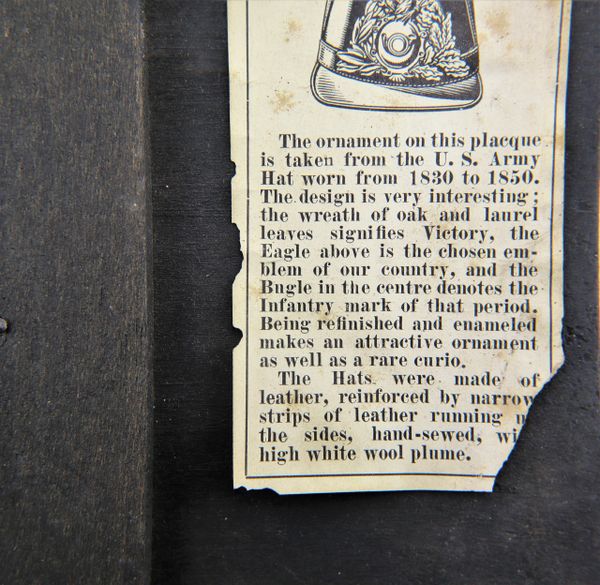 The ornament on this placque
is taken from the U. S. Army
Hat worn from 1830 to 1850.
The design is very interesting;
the wreath of oak and laurel
leaves signifies Victory, the
Eagle above is the chosen em-
blem of our country, and the
Bugle in the centre denotes the
Infantry mark of that period.
Being refinished and enameled
makes an attractive ornament
as well as a rare curio.
The Hats were made of
leather, reinforced by narrow
strips of leather running
the sides, hand-sewed,
high white wool plume.